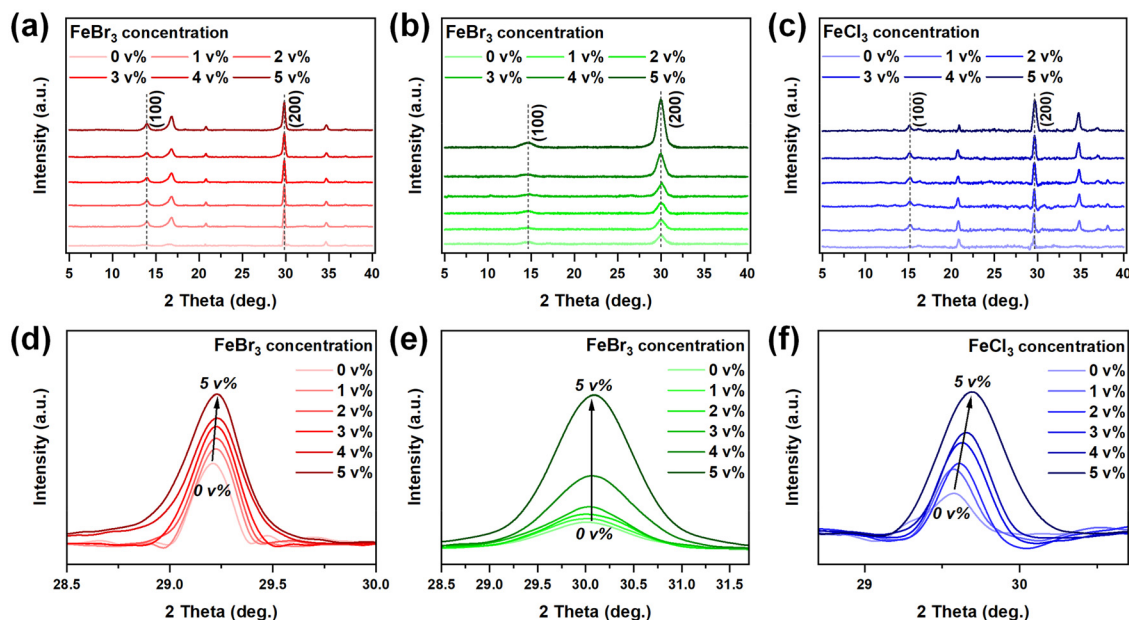 (a)
FeBr3 concentration
0 v% 1 v% 2 v%
3 v% 4 v% 5 v%
(100)
(200)
Intensity (a.u.)
5 10 15 20 25 30 35 40
2 Theta (deg.)
(b)
FeBr3 concentration
0 v% 1 v% 2 v%
3 v% 4 v% 5 v%
(100)
(200)
Intensity (a.u.)
5 10 15 20 25 30 35 40
2 Theta (deg.)
(c)
FeCl3 concentration
0 v% 1 v% 2 v%
3 v% 4 v% 5 v%
(100)
(200)
Intensity (a.u.)
5 10 15 20 25 30 35 40
2 Theta (deg.)
(d)
FeBr3 concentration
0 v%
1 v%
2 v%
3 v%
4 v%
5 v%
5 v%
0 v%
Intensity (a.u.)
28.5 29.0 29.5 30.0
2 Theta (deg.)
(e)
FeBr3 concentration
0 v%
1 v%
2 v%
3 v%
4 v%
5 v%
5 v%
0 v%
Intensity (a.u.)
28.5 29.0 29.5 30.0 30.5 31.0 31.5
2 Theta (deg.)
(f)
FeCl3 concentration
0 v%
1 v%
2 v%
3 v%
4 v%
5 v%
5 v%
0 v%
Intensity (a.u.)
29 30
2 Theta (deg.)